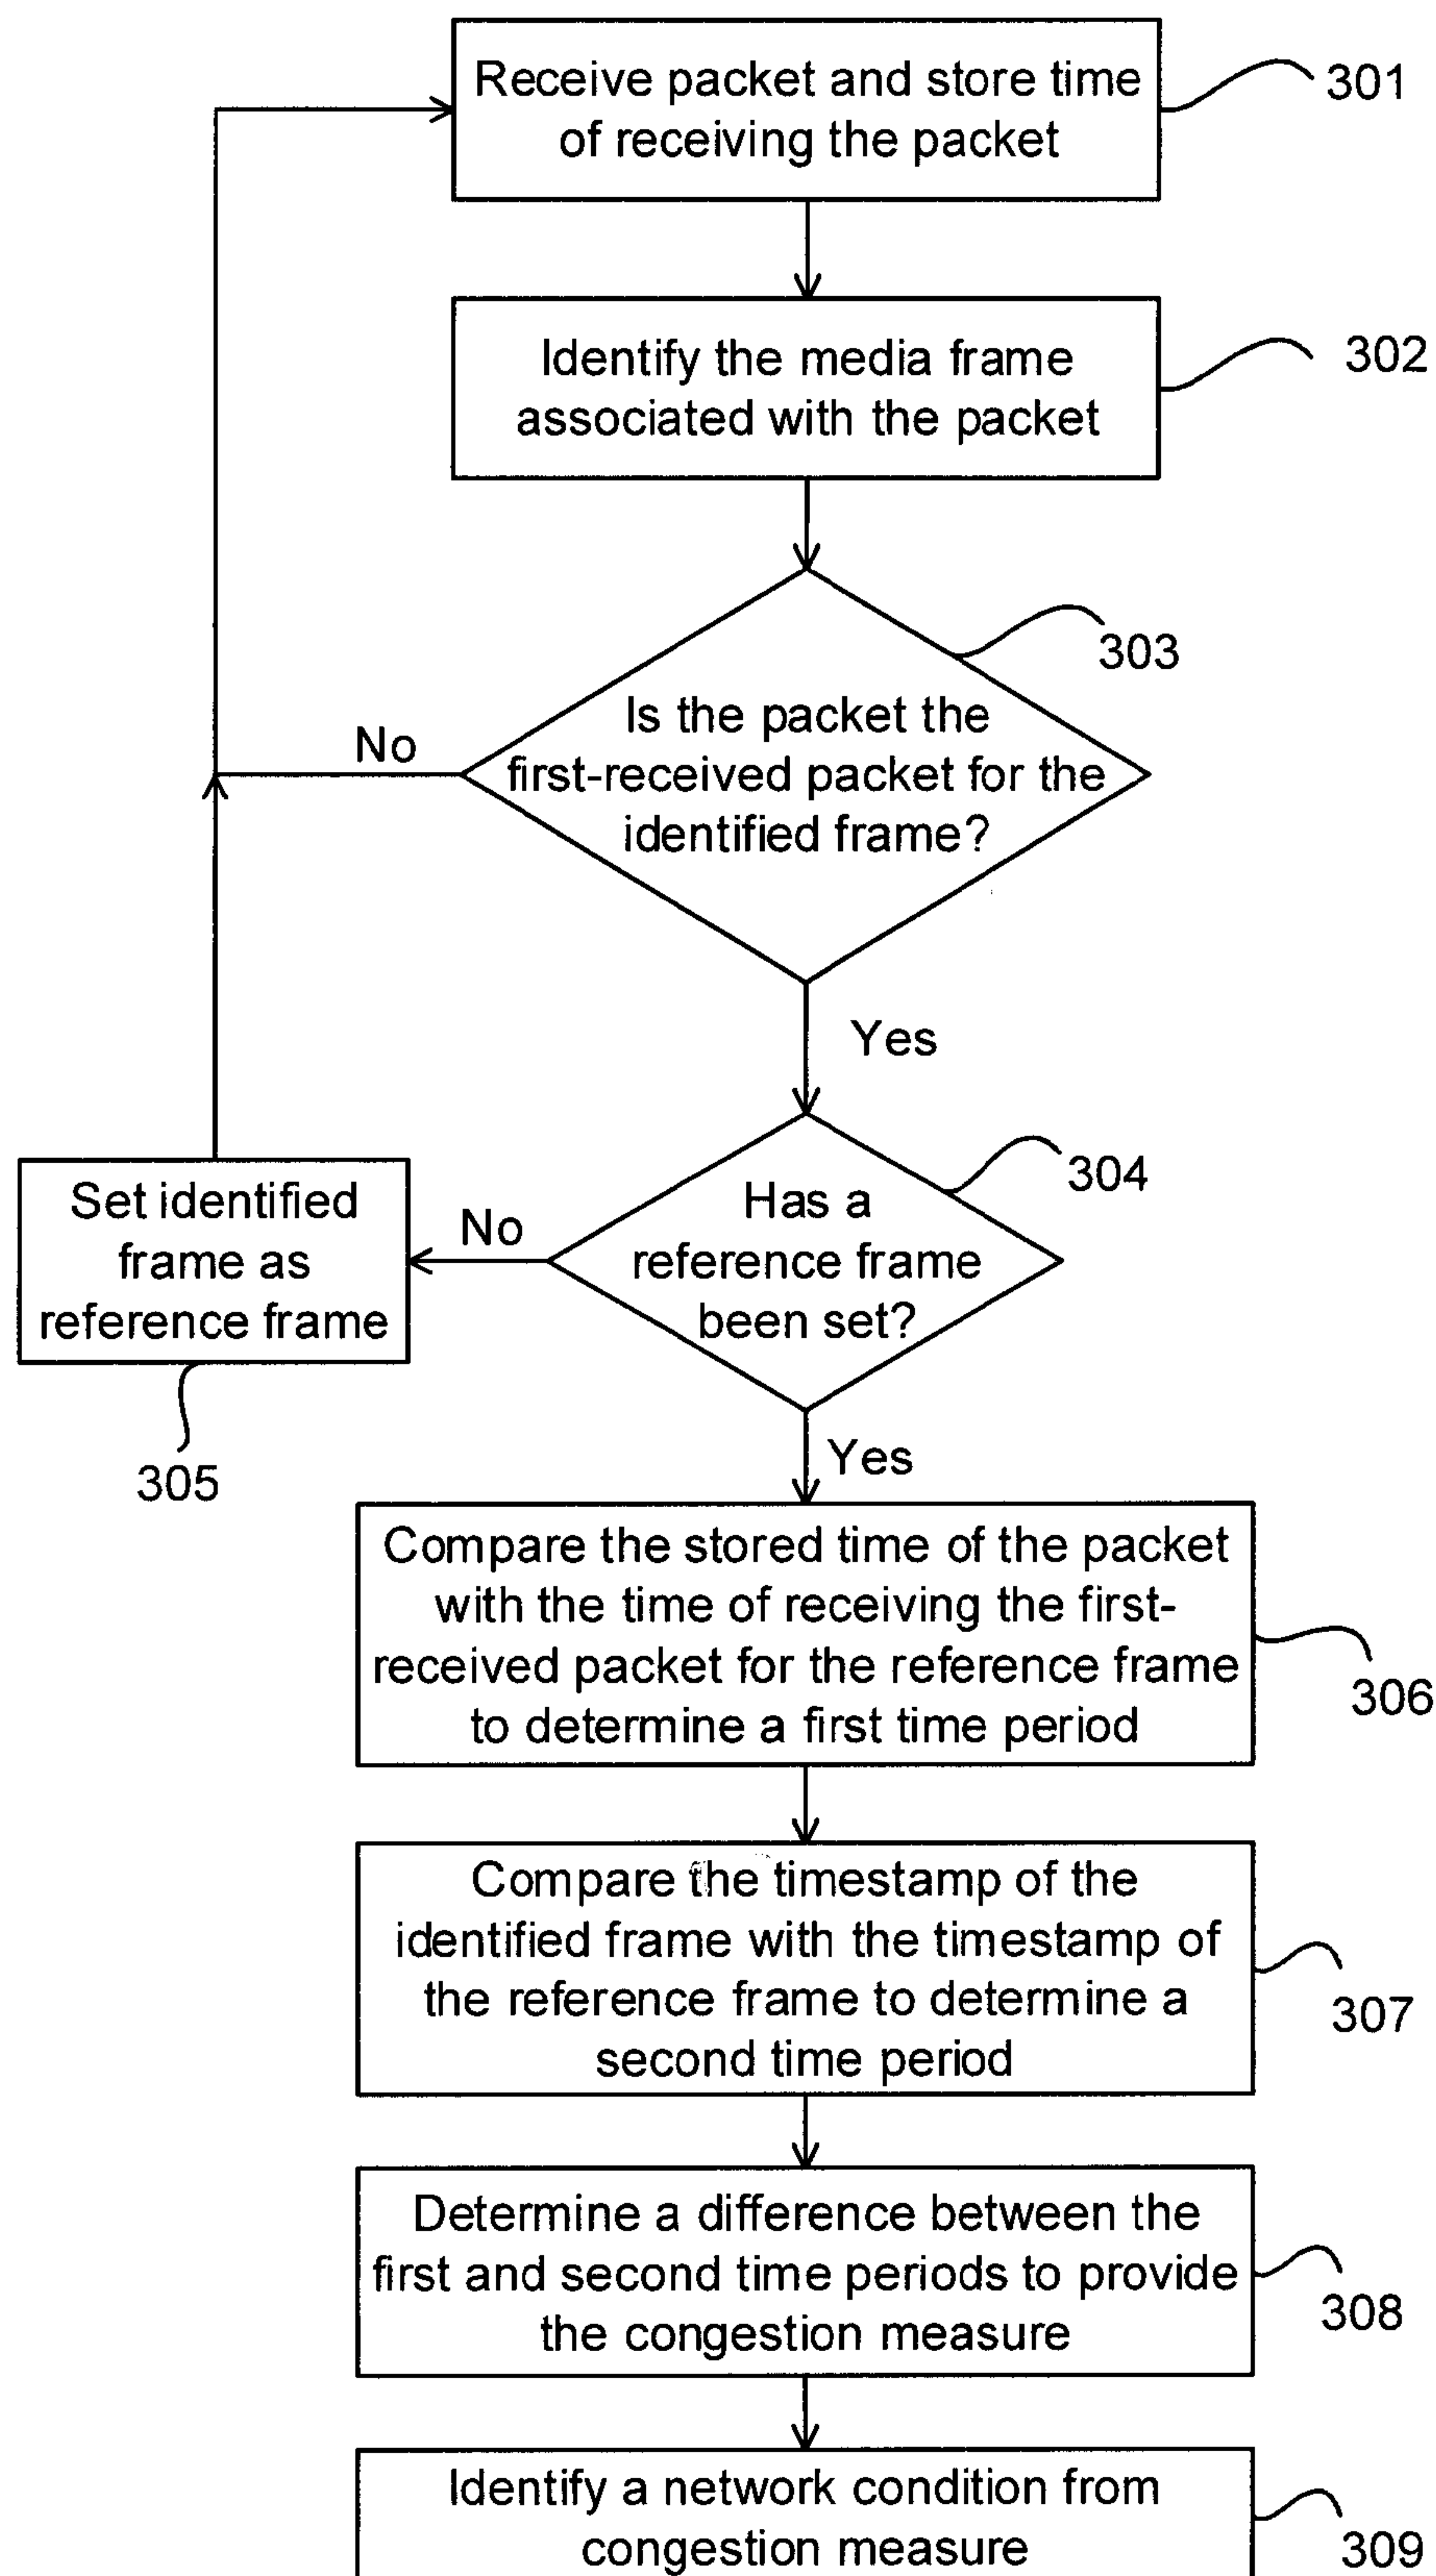 Receive packet and store time
of receiving the packet
301
Identify the media frame
associated with the packet
302
303
Is the packet the
first-received packet for the
identified frame?
No
Yes
304
Has a
reference frame
been set?
No
Set identified
frame as
reference frame
305
Yes
Compare the stored time of the packet
with the time of receiving the first-
received packet for the reference frame
to determine a first time period
306
Compare the timestamp of the
identified frame with the timestamp of
the reference frame to determine a
second time period
307
Determine a difference between the
first and second time periods to provide
the congestion measure
308
Identify a network condition from
congestion measure
309